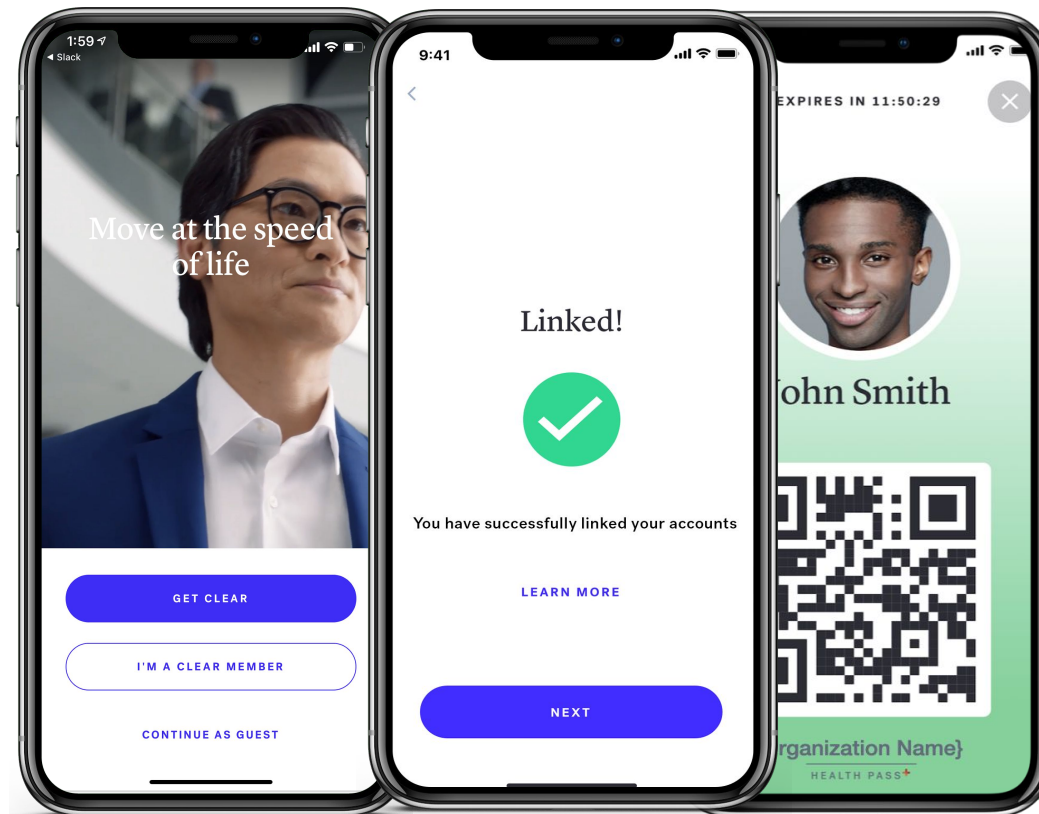 1:59
Slack
Move at the speed
of life
GET CLEAR
I'M A CLEAR MEMBER
CONTINUE AS GUEST
9:41
Linked!
You have successfully linked your accounts
LEARN MORE
NEXT
EXPIRES IN 11:50:29
ohn Smith
rganization Name}
HEALTH PASS